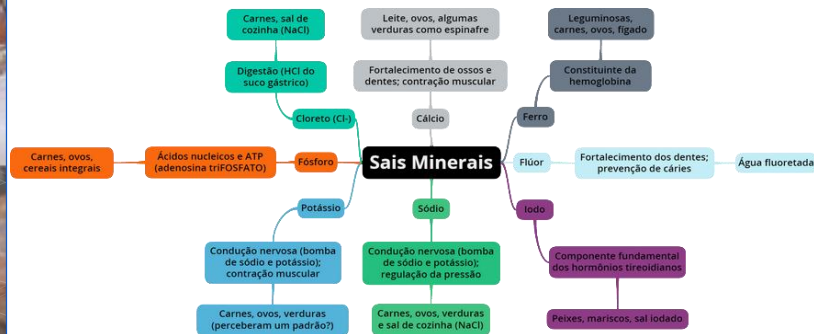 Carnes, sal de
cozinha (NaCl)
Leite, ovos, algumas
verduras como espinafre
Leguminosas,
carnes, ovos, fígado
Digestão (HCl do
suco gástrico)
Fortalecimento de ossos e
dentes; contração muscular
Constituinte da
hemoglobina
Cloreto (Cl-)
Cálcio
Ferro
Carnes, ovos,
cereais integrais
Ácidos nucleicos e ATP
(adenosina triFOSFATO)
Fósforo
Sais Minerais
Flúor
Fortalecimento dos dentes;
prevenção de cáries
Água fluoretada
Potássio
Sódio
Iodo
Condução nervosa (bomba
de sódio e potássio);
contração muscular
Condução nervosa (bomba
de sódio e potássio);
regulação da pressão
Componente fundamental
dos hormônios tireoidianos
Carnes, ovos, verduras
(perceberam um padrão?)
Carnes, ovos, verduras
e sal de cozinha (NaCl)
Peixes, mariscos, sal iodado